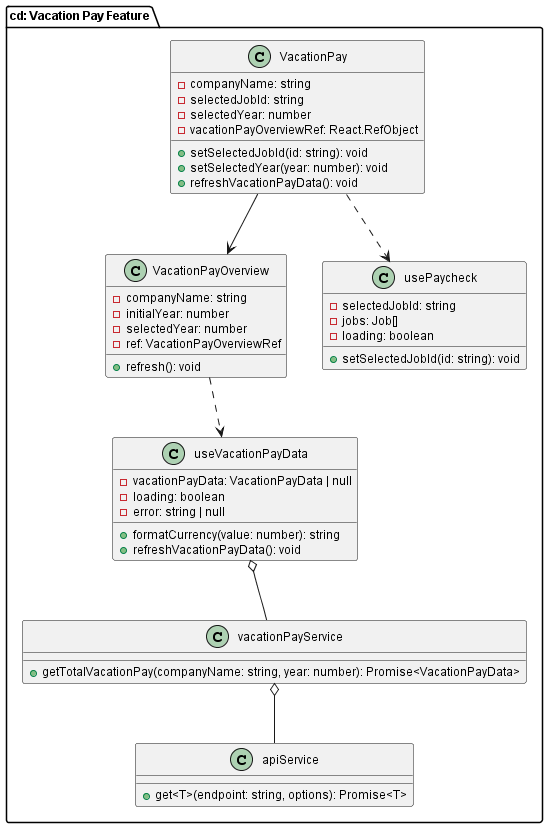 cd: Vacation Pay Feature
C VacationPay
companyName: string
selectedJobId: string
selectedYear: number
vacationPayOverviewRef: React.RefObject
setSelectedJobId(id: string): void
setSelectedYear(year: number): void
refreshVacationPayData(): void
C VacationPayOverview
companyName: string
initialYear: number
selectedYear: number
ref: VacationPayOverviewRef
refresh(): void
C usePaycheck
selectedJobId: string
jobs: Job[]
loading: boolean
setSelectedJobId(id: string): void
C useVacationPayData
vacationPayData: VacationPayData | null
loading: boolean
error: string | null
formatCurrency(value: number): string
refreshVacationPayData(): void
C vacationPayService
getTotalVacationPay(companyName: string, year: number): Promise<VacationPayData>
C apiService
get<T>(endpoint: string, options): Promise<T>